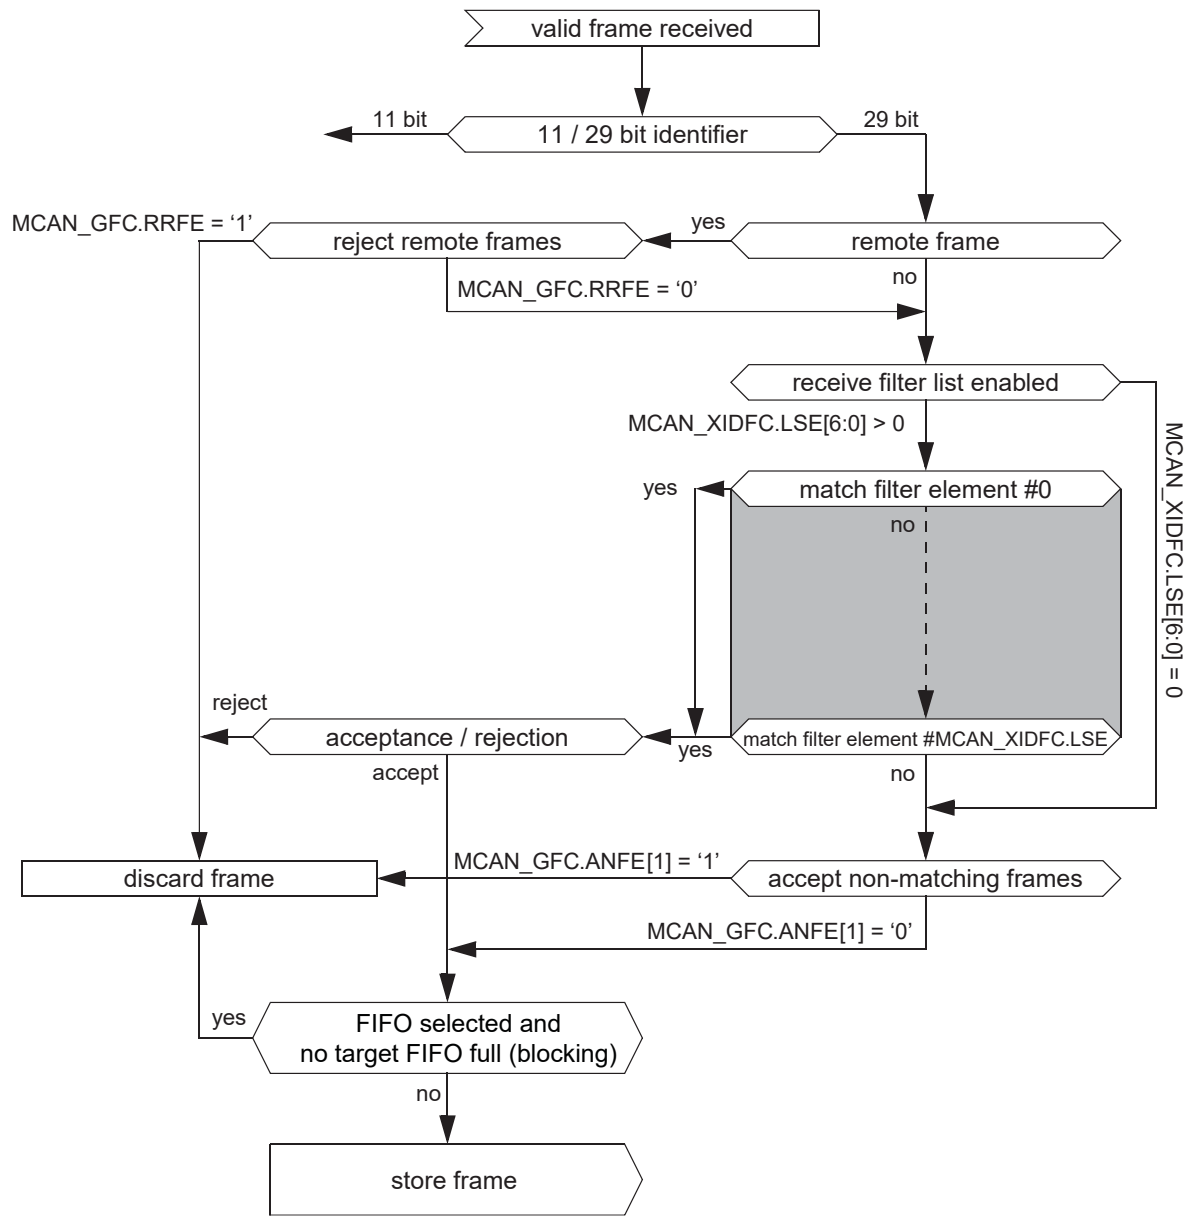 valid frame received
11 bit
11 / 29 bit identifier
29 bit
MCAN_GFC.RRFE = ‘1’
reject remote frames
yes
remote frame
no
MCAN_GFC.RRFE = ‘0’
receive filter list enabled
MCAN_XIDFC.LSE[6:0] > 0
MCAN_XIDFC.LSE[6:0] = 0
yes
match filter element #0
no
reject
acceptance / rejection
yes
match filter element #MCAN_XIDFC.LSE
accept
no
discard frame
MCAN_GFC.ANFE[1] = ‘1’
accept non-matching frames
MCAN_GFC.ANFE[1] = ‘0’
yes
FIFO selected and
no target FIFO full (blocking)
no
store frame